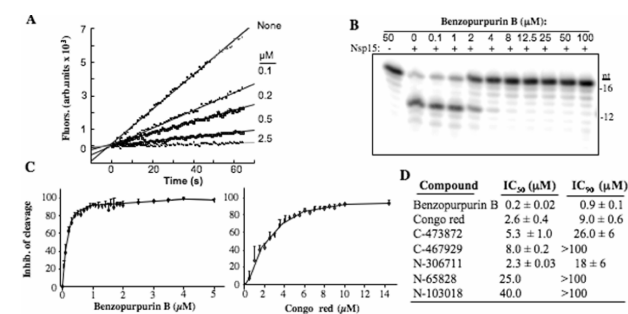 A
Fluors. (arb.units x 10³)
7
5
3
1
0
0
20
40
60
Time (s)
None
µM
0.1
0.2
0.5
2.5
B
Benzopurpurin B (µM):
50 0 0.1 1 2 4 8 12.5 25 50 100
Nsp15: - + + + + + + + + + +
nt
-16
-12
C
Inhib. of cleavage
100
80
60
40
20
0
0 1 2 3 4 5
Benzopurpurin B (µM)
100
80
60
40
20
0
0 2 4 6 8 10 12 14
Congo red (µM)
D
Compound IC50 (µM) IC90 (µM)
Benzopurpurin B 0.2 ± 0.02 0.9 ± 0.1
Congo red 2.6 ± 0.4 9.0 ± 0.6
C-473872 5.3 ± 1.0 26.0 ± 6
C-467929 8.0 ± 0.2 >100
N-306711 2.3 ± 0.03 18 ± 6
N-65828 25.0 >100
N-103018 40.0 >100